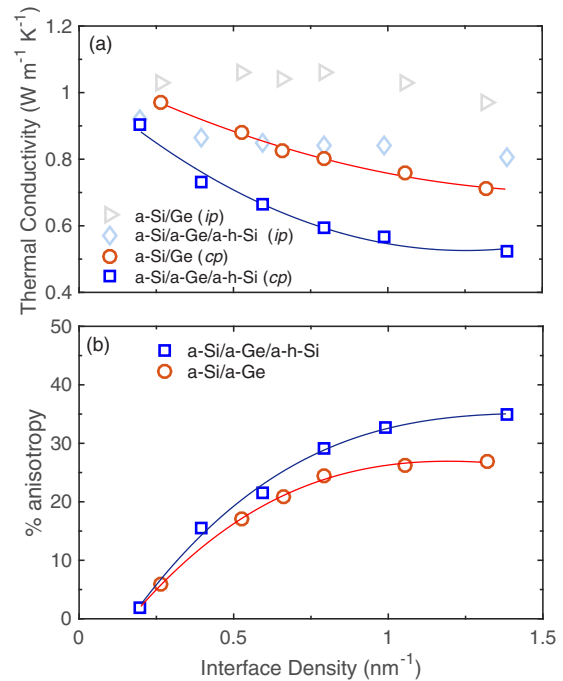 (a)
Thermal Conductivity (W m⁻¹ K⁻¹)
1.2
1
0.8
0.6
0.4
a-Si/Ge (ip)
a-Si/a-Ge/a-h-Si (ip)
a-Si/Ge (cp)
a-Si/a-Ge/a-h-Si (cp)
(b)
% anisotropy
50
40
30
20
10
0
a-Si/a-Ge/a-h-Si
a-Si/a-Ge
0
0.5
1
1.5
Interface Density (nm⁻¹)